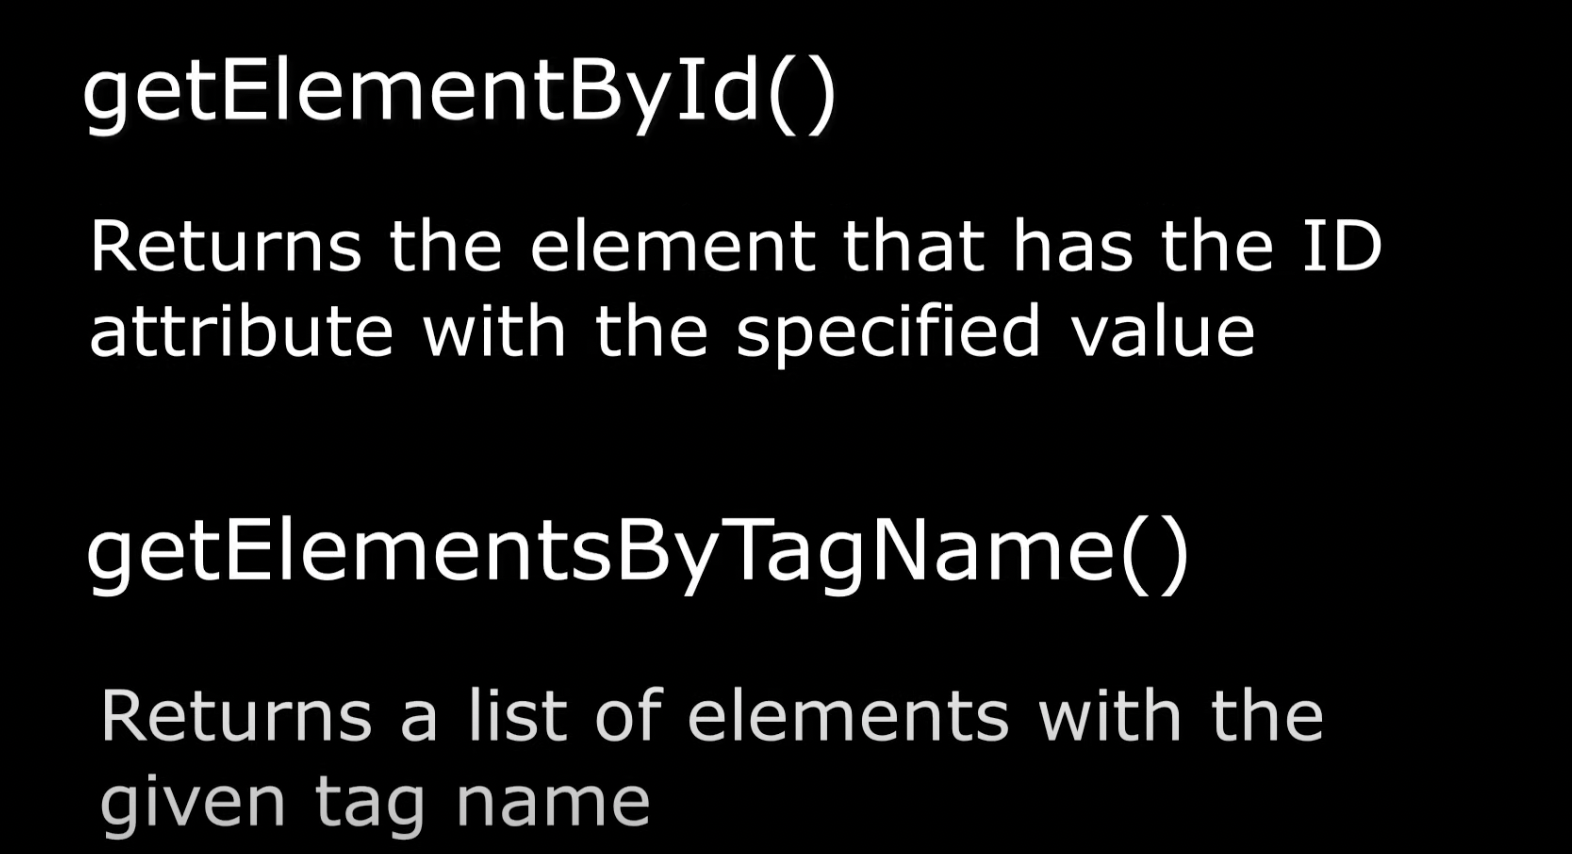 getElementById()
Returns the element that has the ID
attribute with the specified value
getElementsByTagName()
Returns a list of elements with the
given tag name